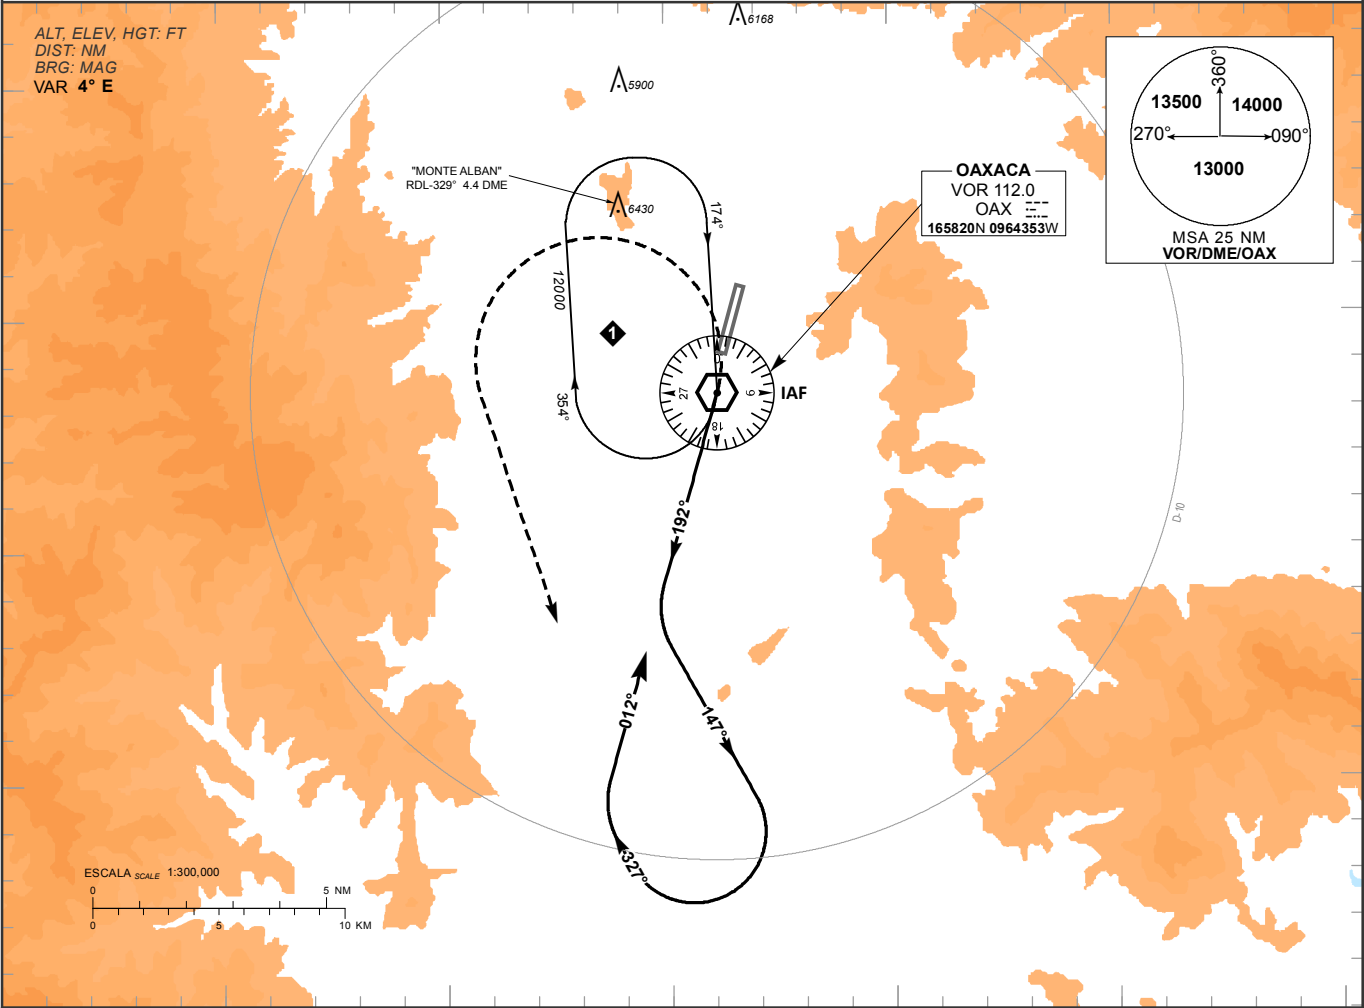 ALT, ELEV, HGT: FT
DIST: NM
BRG: MAG
VAR 4° E
6168
5900
"MONTE ALBAN"
RDL-329° 4.4 DME
6430
174°
12000
1
354°
27
9
18
IAF
OAXACA
VOR 112.0
OAX
165820N 0964353W
360°
13500
14000
270°
090°
13000
MSA 25 NM
VOR/DME/OAX
192°
D-10
012°
147°
327°
ESCALA SCALE 1:300,000
0 5 NM
0 5 10 KM